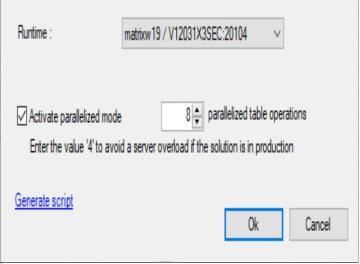 Runtime : matrixw19 / V12031X3SEC:20104
Activate parallelized mode 8 parallelized table operations
Enter the value '4' to avoid a server overload if the solution is in production
Generate script
Ok Cancel